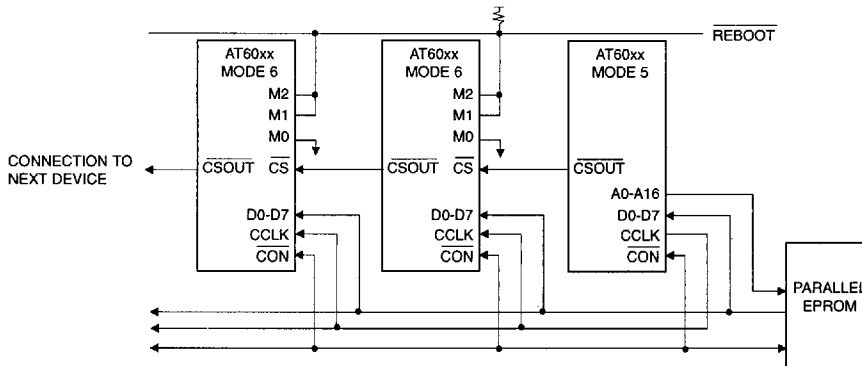 REBOOT
AT60xx
MODE 6
M2
M1
M0
CSOUT
CS
D0-D7
CCLK
CON
AT60xx
MODE 6
M2
M1
M0
CSOUT
CS
D0-D7
CCLK
CON
AT60xx
MODE 5
CSOUT
A0-A16
D0-D7
CCLK
CON
CONNECTION TO
NEXT DEVICE
PARALLEL
EPROM